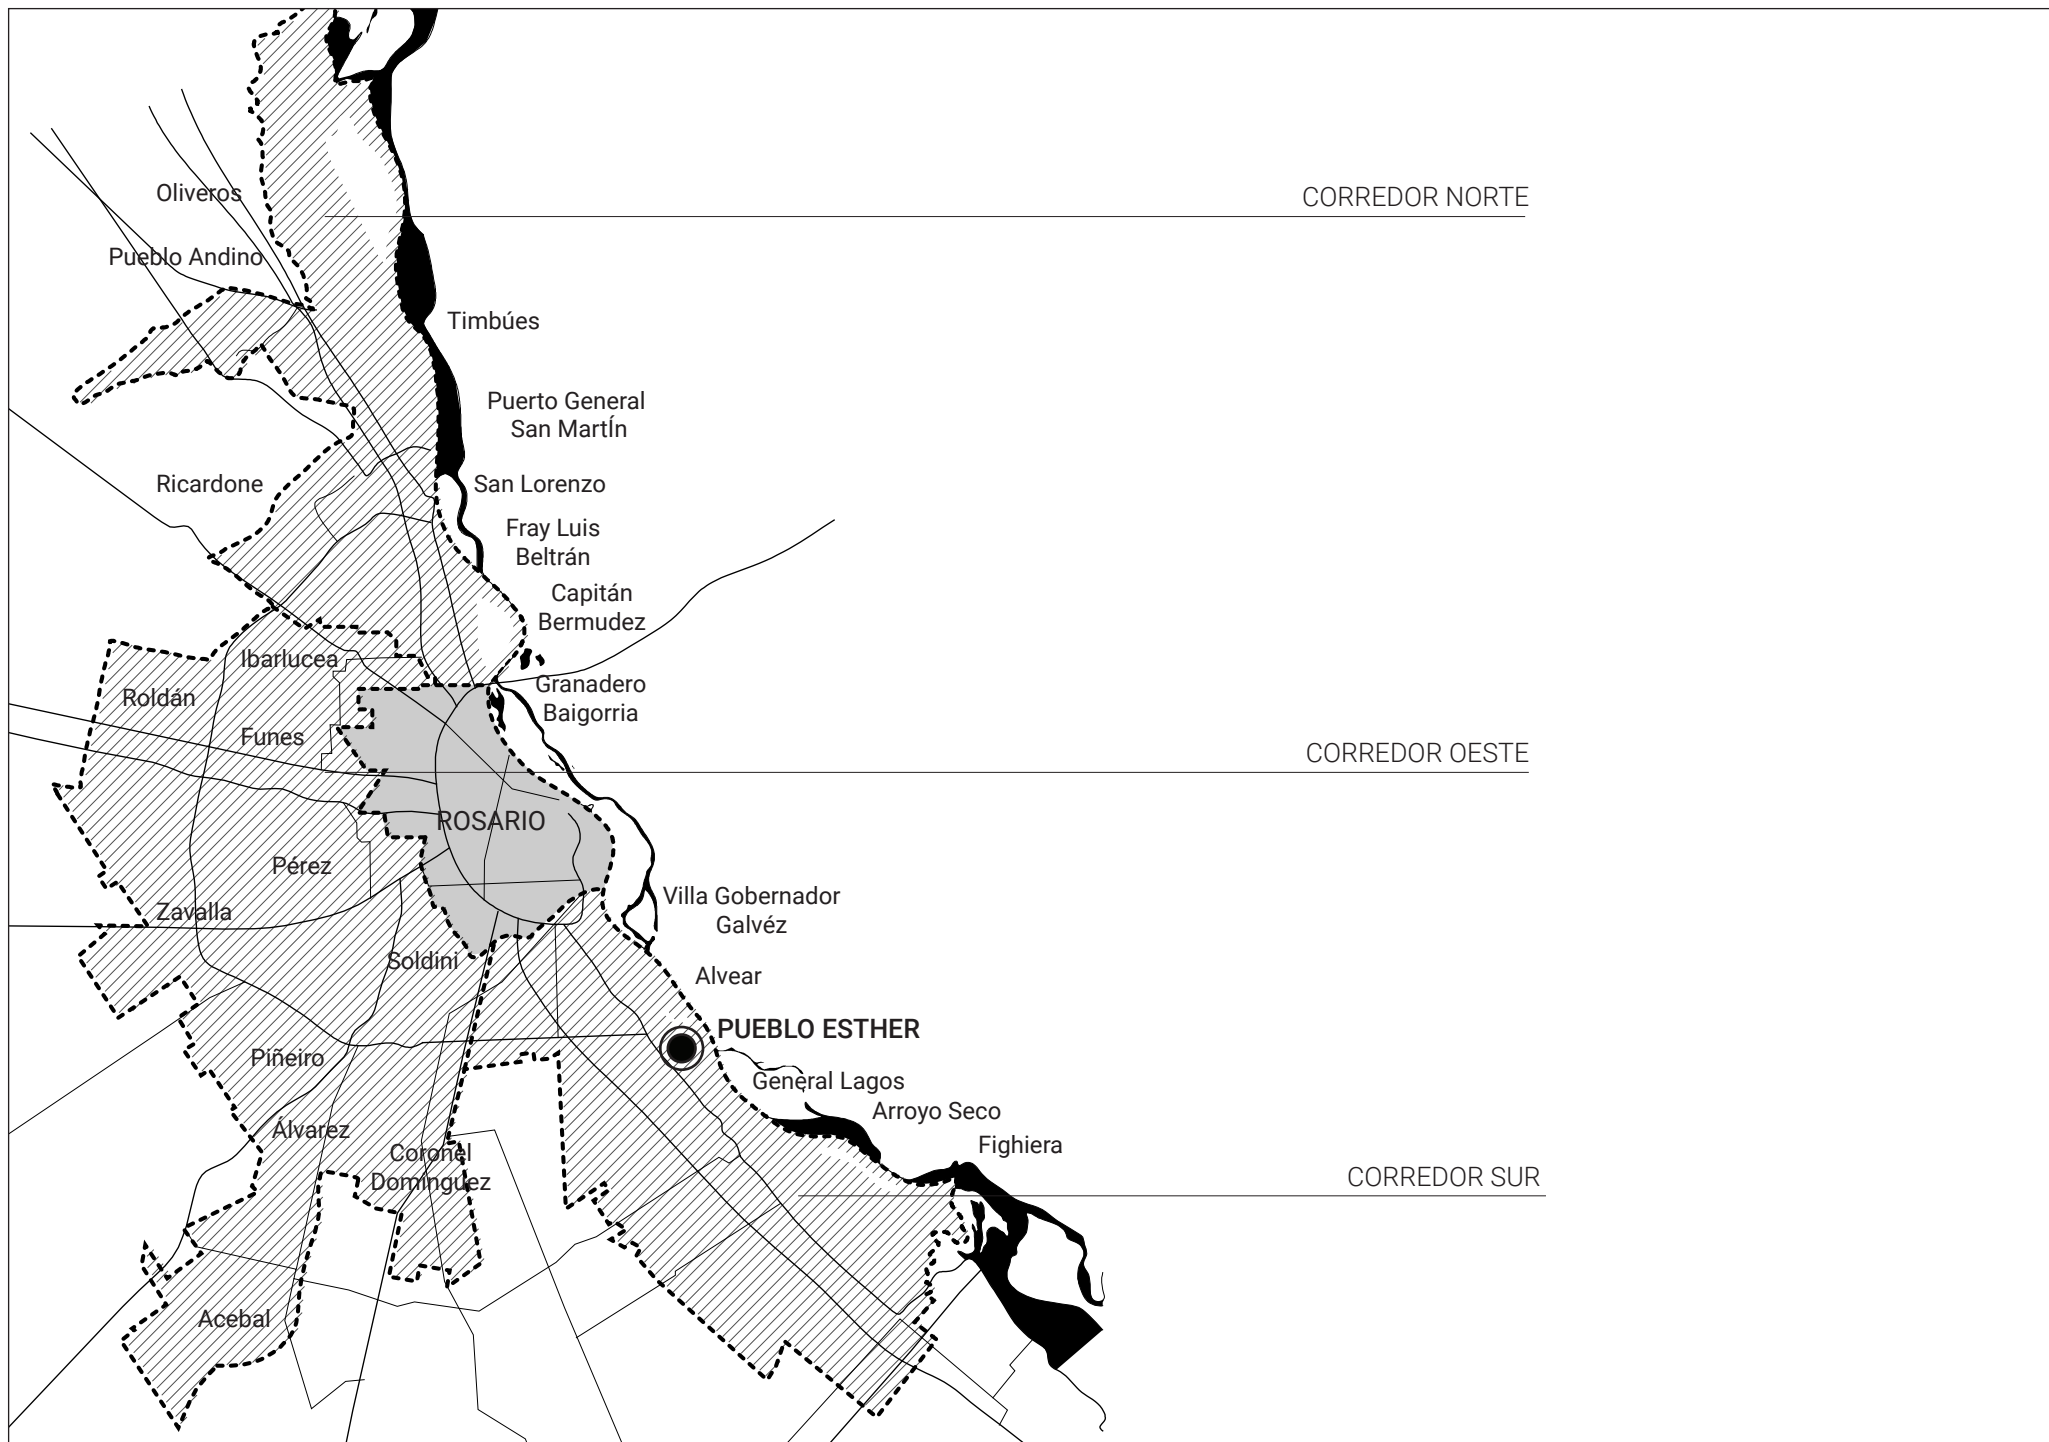 Oliveros
CORREDOR NORTE
Pueblo Andino
Timbúes
Puerto General
San MartÍn
Ricardone
San Lorenzo
Fray Luis
Beltrán
Capitán
Bermudez
Ibarlucea
Roldán
Granadero
Baigorria
Funes
CORREDOR OESTE
ROSARIO
Pérez
Zavalla
Villa Gobernador
Galvéz
Soldini
Alvear
PUEBLO ESTHER
Piñeiro
General Lagos
Arroyo Seco
Álvarez
Fighiera
Coronel
Domínguez
CORREDOR SUR
Acebal